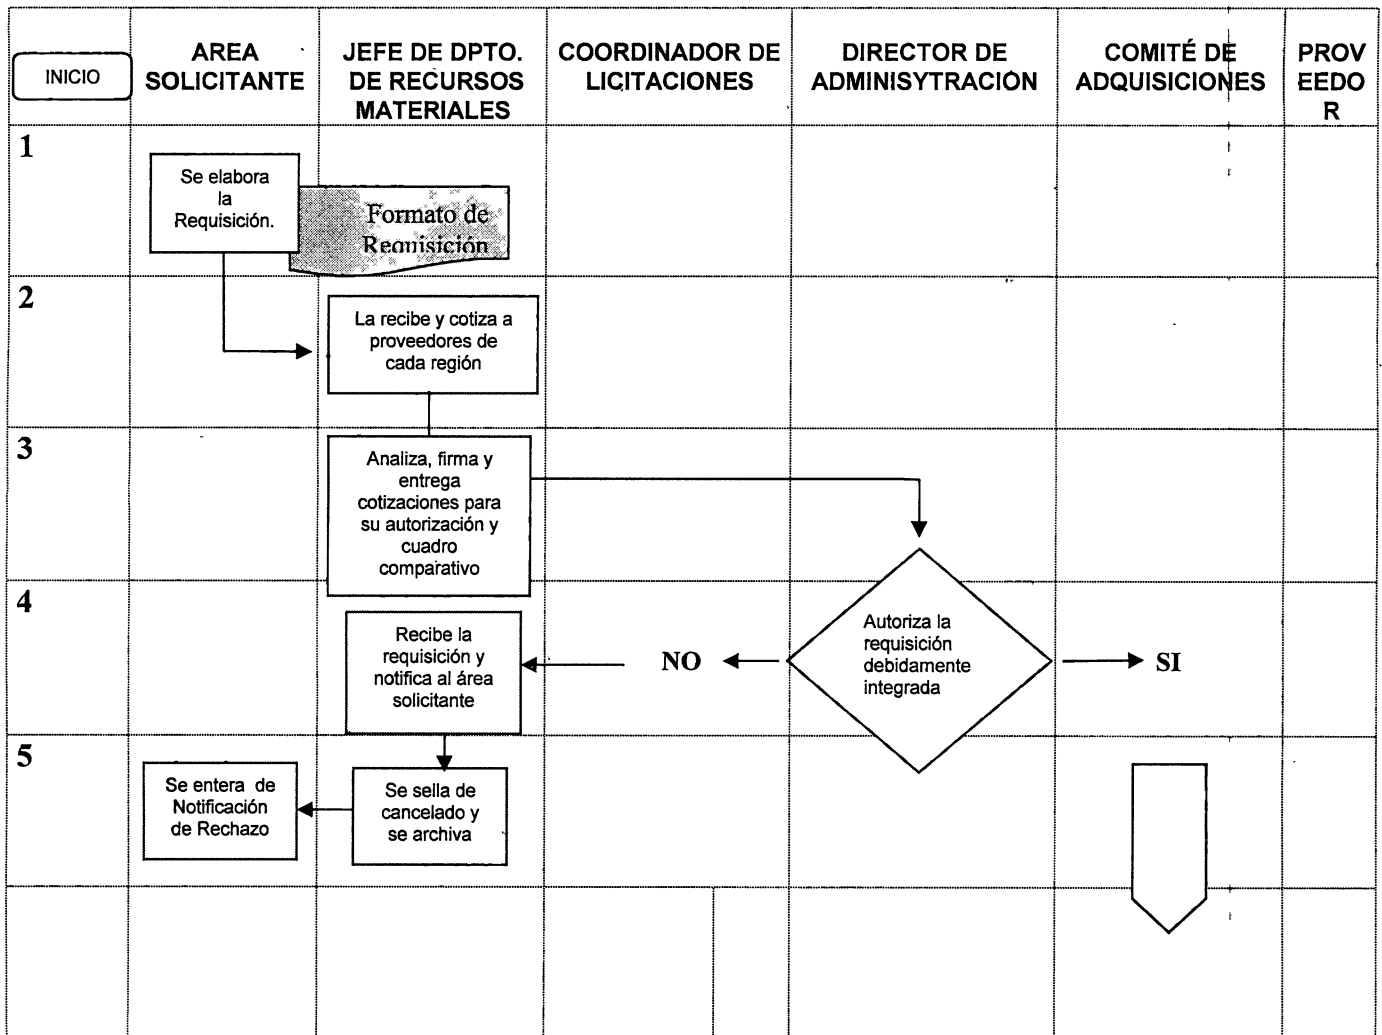 INICIO
AREA
SOLICITANTE
JEFE DE DPTO.
DE RECURSOS
MATERIALES
COORDINADOR DE
LICITACIONES
DIRECTOR DE
ADMINISYTRACIÓN
COMITÉ DE
ADQUISICIONES
PROV
EEDO
R
1
Se elabora
la
Requisición.
Formato de
Requisición
2
La recibe y cotiza a
proveedores de
cada región
3
Analiza, firma y
entrega
cotizaciones para
su autorización y
cuadro
comparativo
4
Recibe la
requisición y
notifica al área
solicitante
NO
Autoriza la
requisición
debidamente
integrada
SI
5
Se entera de
Notificación
de Rechazo
Se sella de
cancelado y
se archiva